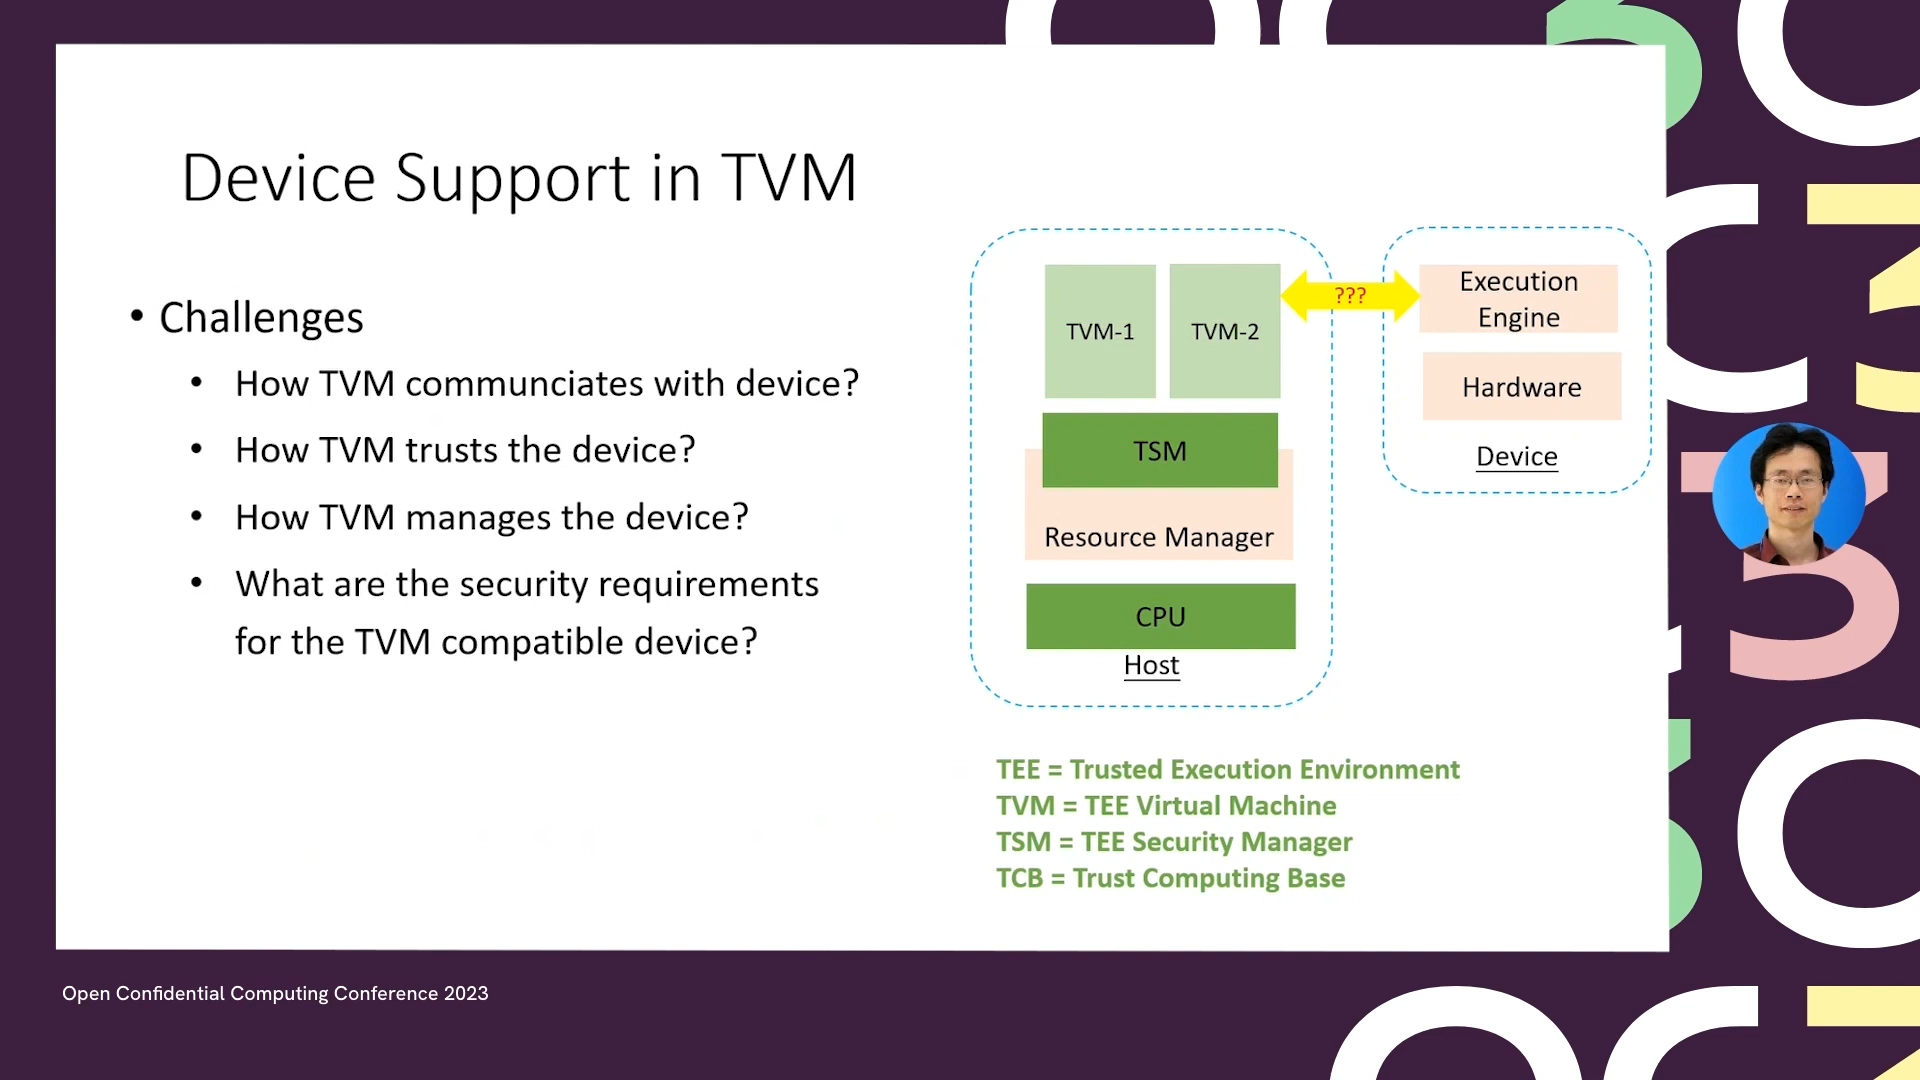 Device Support in TVM
• Challenges
• How TVM communciates with device?
• How TVM trusts the device?
• How TVM manages the device?
• What are the security requirements
for the TVM compatible device?
TVM-1
TVM-2
???
Execution
Engine
Hardware
Device
TSM
Resource Manager
CPU
Host
TEE = Trusted Execution Environment
TVM = TEE Virtual Machine
TSM = TEE Security Manager
TCB = Trust Computing Base
Open Confidential Computing Conference 2023